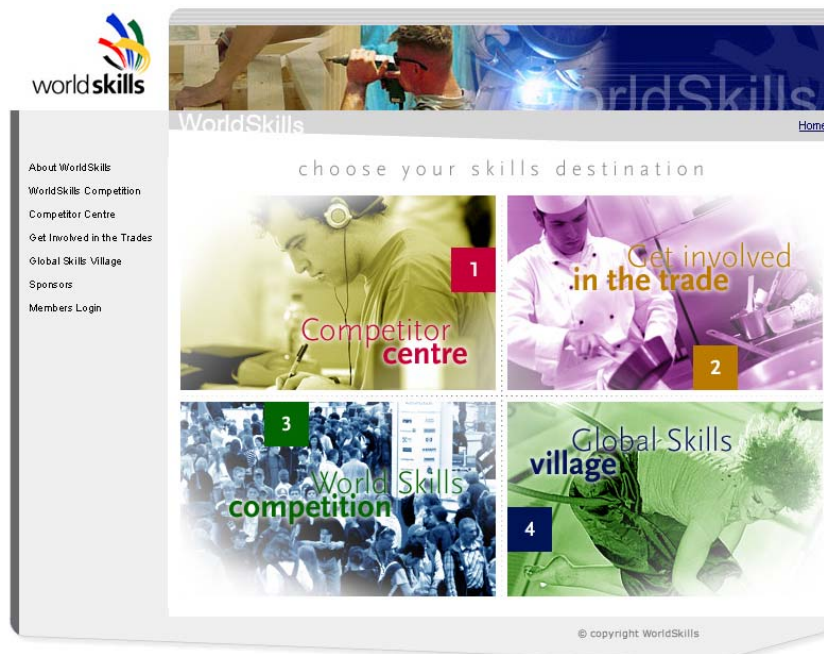 world skills
WorldSkills
WorldSkills
Home
About WorldSkills
WorldSkills Competition
Competitor Centre
Get Involved in the Trades
Global Skills Village
Sponsors
Members Login
choose your skills destination
1
Competitor
centre
Get involved
in the trade
2
3
World Skills
competition
Global Skills
village
4
© copyright WorldSkills